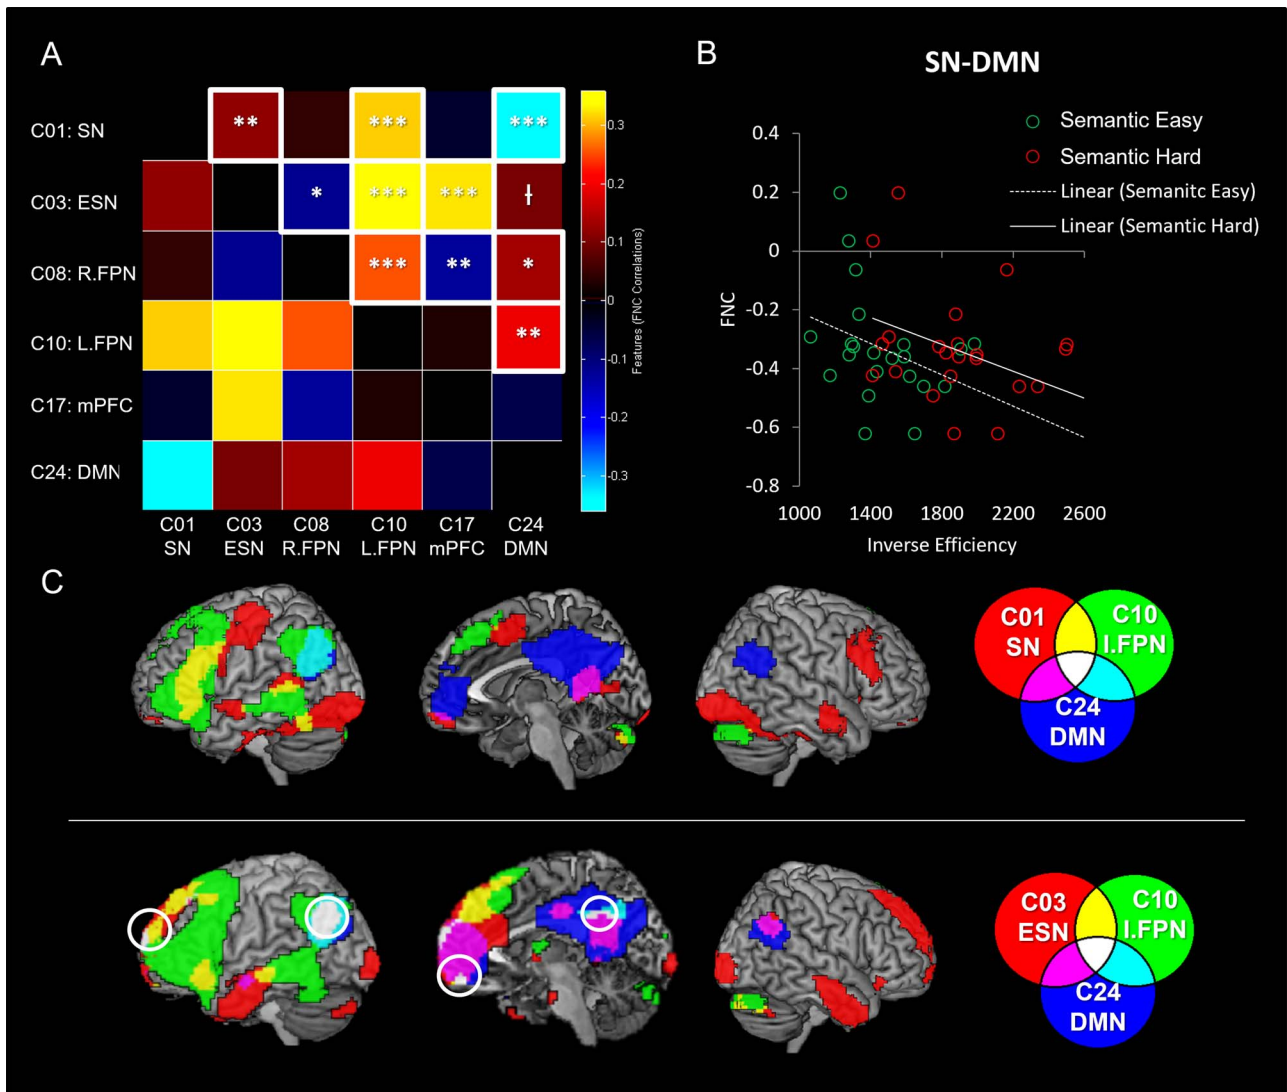 A
C01: SN
C03: ESN
C08: R.FPN
C10: L.FPN
C17: mPFC
C24: DMN
** *** ***
* *** *** ƚ
*** ** *
**
C01 C03 C08 C10 C17 C24
SN ESN R.FPN L.FPN mPFC DMN
0.3
0.2
0.1
0
-0.1
-0.2
-0.3
Features (FNC Correlations)
B
SN-DMN
Semantic Easy
Semantic Hard
Linear (Semanitc Easy)
Linear (Semantic Hard)
0.4
0.2
0
-0.2
-0.4
-0.6
-0.8
FNC
1000 1400 1800 2200 2600
Inverse Efficiency
C
C01
SN
C10
l.FPN
C24
DMN
C03
ESN
C10
l.FPN
C24
DMN